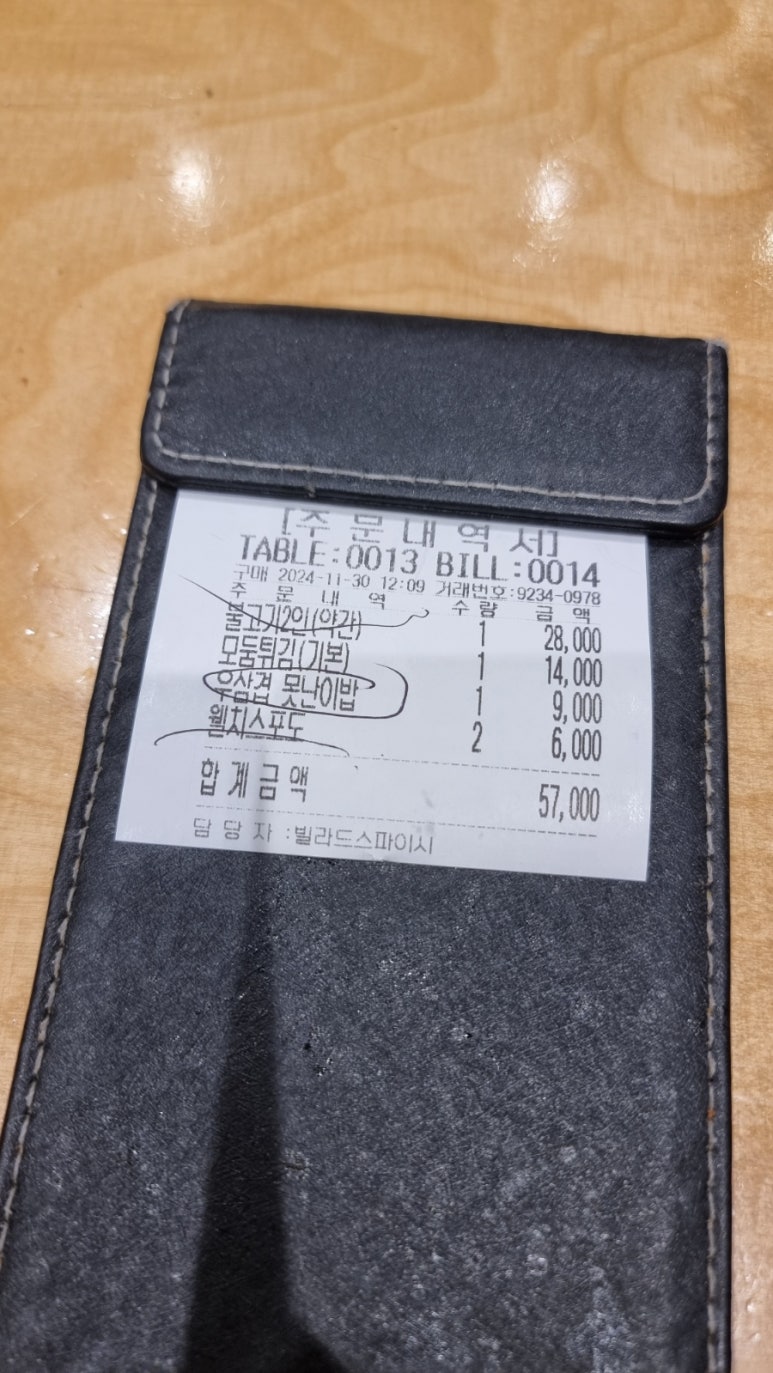 [주문내역서]
TABLE:0013 BILL:0014
구매 2024-11-30 12:09 거래번호:9234-0978
주 문 내 역 수 량 금 액
불고기2인(약간) 1 28,000
모둠튀김(기본) 1 14,000
우삼겹 못난이밥 1 9,000
웰치스포도 2 6,000
합계금액 57,000
담 당 자 :빌라드스파이시